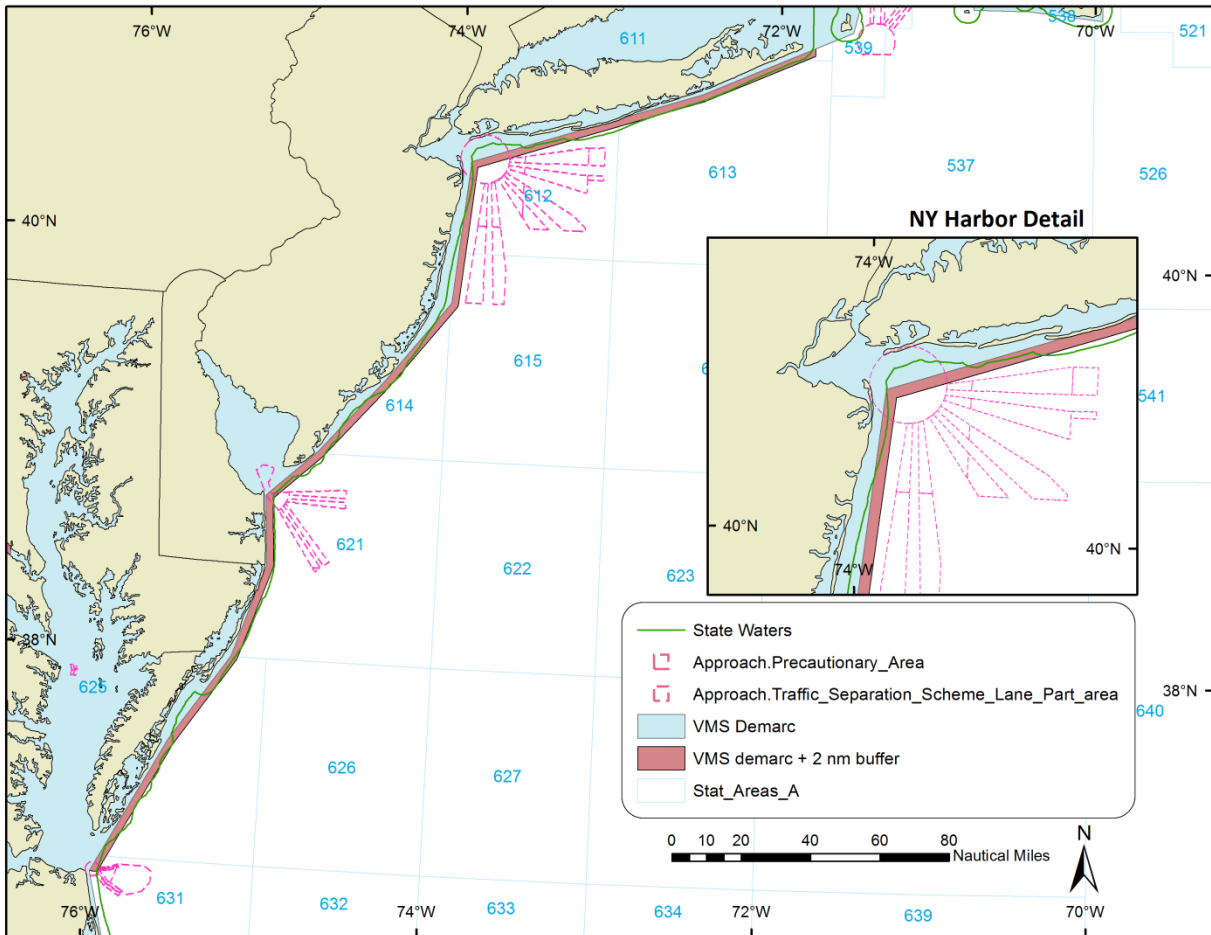 76°W
74°W
72°W
70°W
611
539
538
521
613
537
526
612
40°N
NY Harbor Detail
74°W
40°N
615
541
614
40°N
40°N
74°W
621
622
623
State Waters
Approach.Precautionary_Area
Approach.Traffic_Separation_Scheme_Lane_Part_area
VMS Demarc
VMS demarc + 2 nm buffer
Stat_Areas_A
38°N
625
38°N
640
626
627
0 10 20 40 60 80
Nautical Miles
N
631
632
633
634
639
76°W
74°W
72°W
70°W